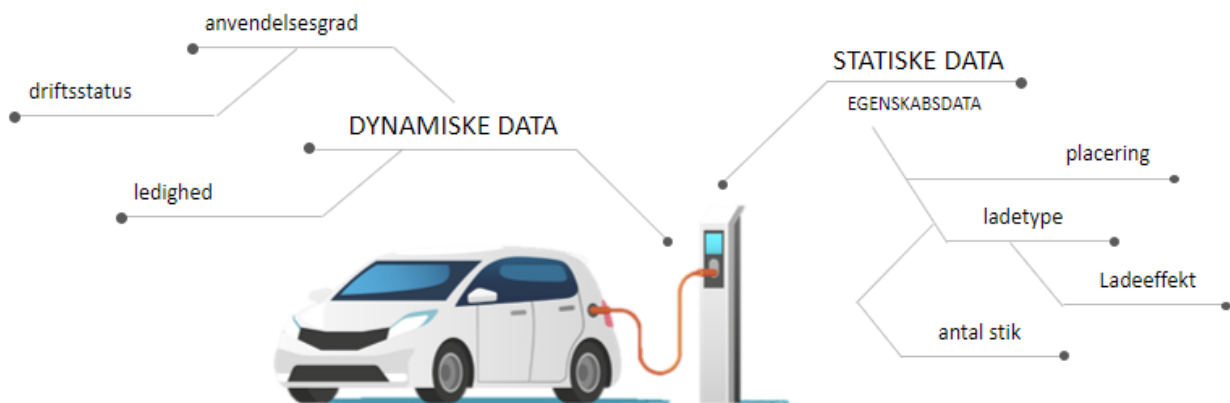 anvendelsesgrad
driftsstatus
DYNAMISKE DATA
ledighed
STATISKE DATA
EGENSKABSDATA
placering
ladetype
Ladeeffekt
antal stik